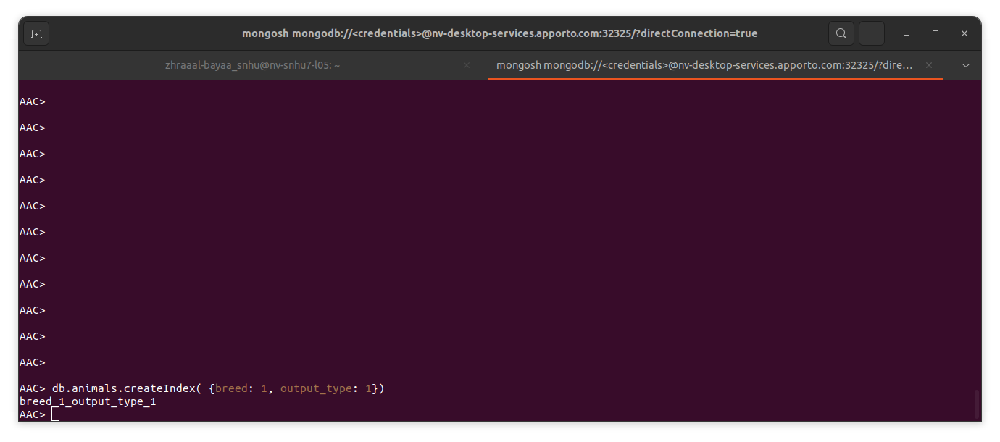 mongosh mongodb://<credentials>@nv-desktop-services.apporto.com:32325/?directConnection=true
zhraaal-bayaa_snhu@nv-snhu7-l05: ~
mongosh mongodb://<credentials>@nv-desktop-services.apporto.com:32325/?dire...
AAC>
AAC>
AAC>
AAC>
AAC>
AAC>
AAC>
AAC>
AAC>
AAC>
AAC>
AAC> db.animals.createIndex( {breed: 1, output_type: 1})
breed_1_output_type_1
AAC>